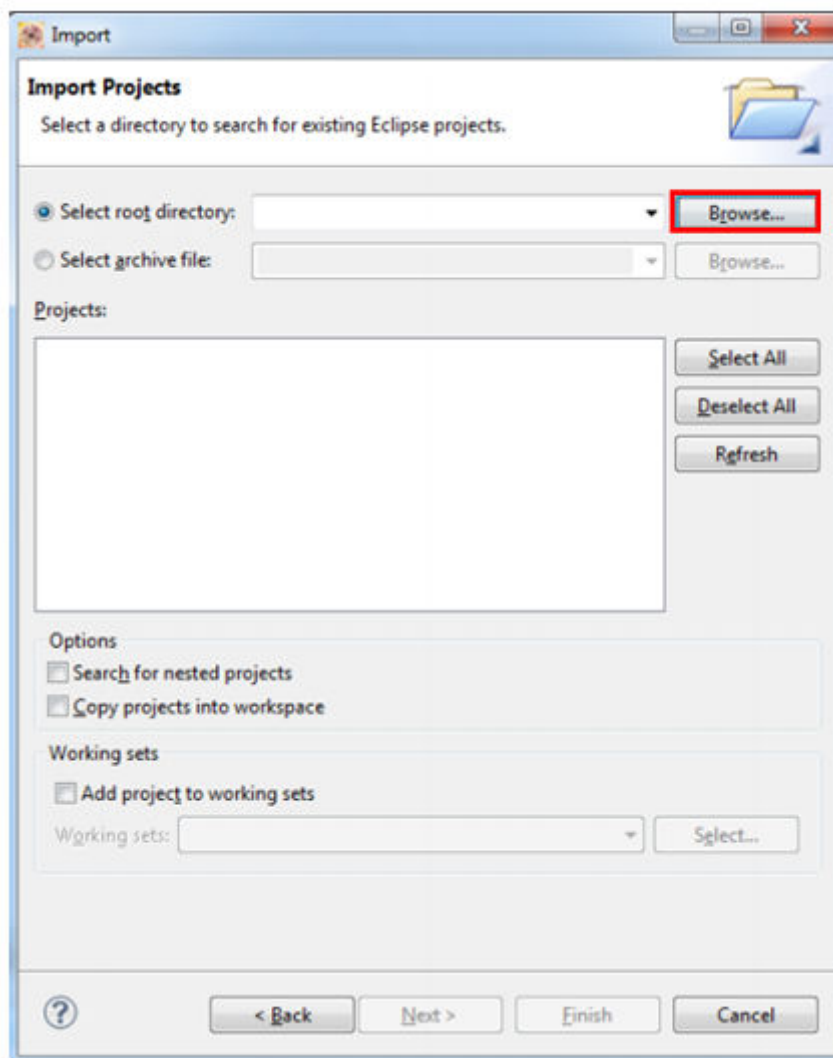 Import
Import Projects
Select a directory to search for existing Eclipse projects.
Select root directory:
Browse...
Select archive file:
Browse...
Projects:
Select All
Deselect All
Refresh
Options
Search for nested projects
Copy projects into workspace
Working sets
Add project to working sets
Working sets:
Select...
?
< Back
Next >
Finish
Cancel